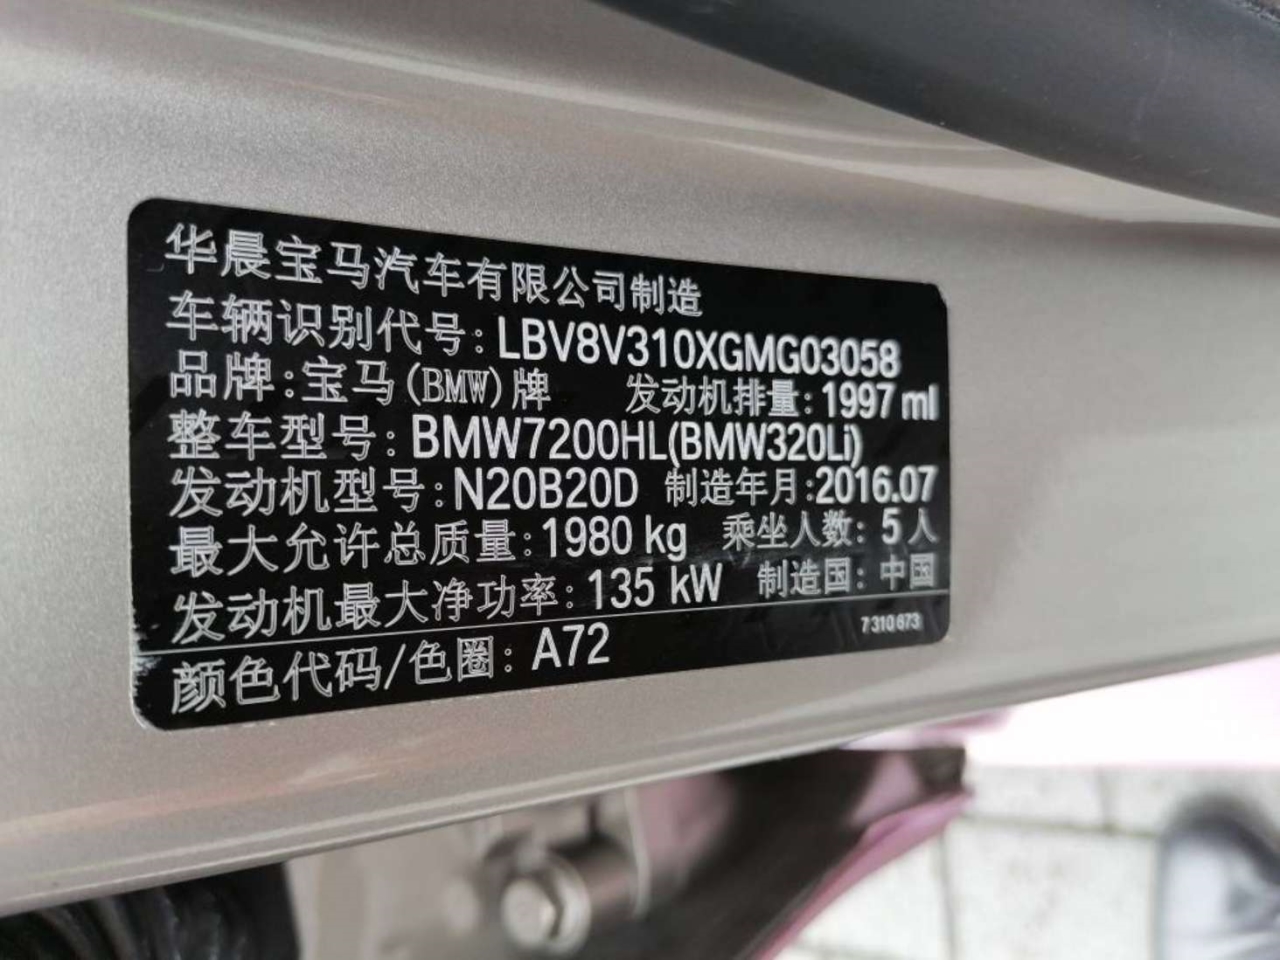 华晨宝马汽车有限公司制造
车辆识别代号:LBV8V310XGMG03058
品牌:宝马(BMW)牌 发动机排量:1997 ml
整车型号:BMW7200HL(BMW320Li)
发动机型号:N20B20D 制造年月:2016.07
最大允许总质量:1980 kg 乘坐人数:5人
发动机最大净功率:135 kW 制造国:中国
7310673
颜色代码/色圈:A72